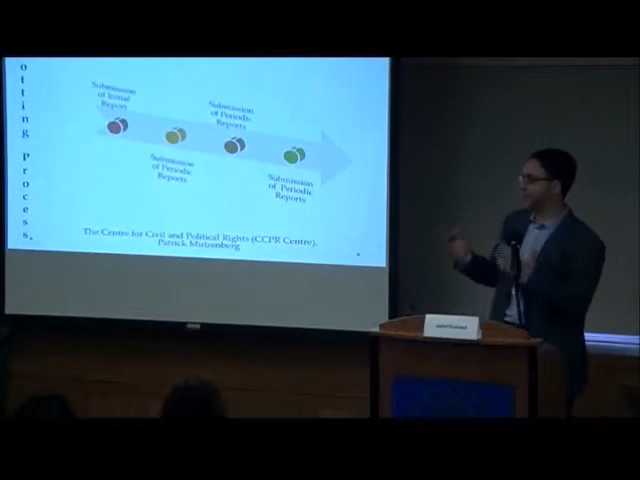 otting Process.
Submission
of Initial
Report
Submission
of Periodic
Reports
Submission
of Periodic
Reports
Submission
of Periodic
Reports
The Centre for Civil and Political Rights (CCPR Centre),
Patrick Mutzenberg